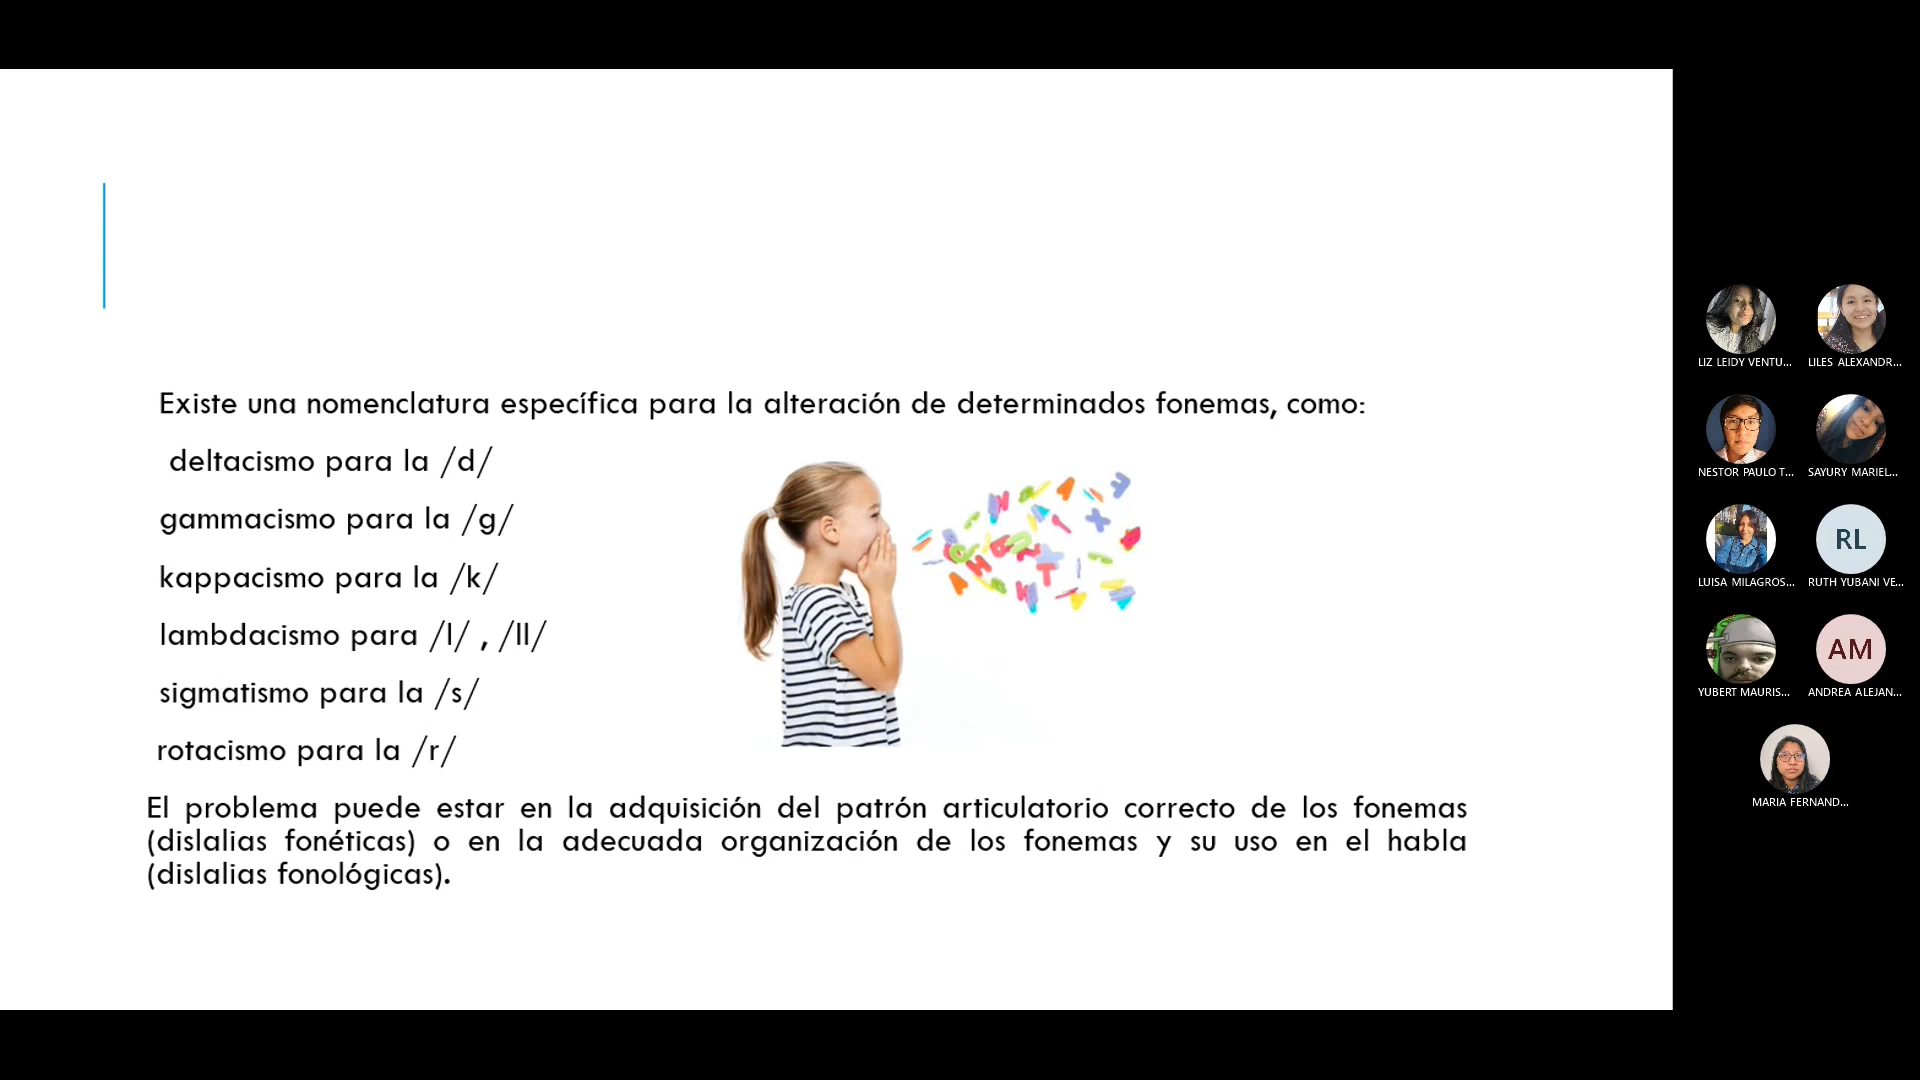 Existe una nomenclatura específica para la alteración de determinados fonemas, como:
deltacismo para la /d/
gammacismo para la /g/
kappacismo para la /k/
lambdacismo para /l/ , /ll/
sigmatismo para la /s/
rotacismo para la /r/
El problema puede estar en la adquisición del patrón articulatorio correcto de los fonemas
(dislalias fonéticas) o en la adecuada organización de los fonemas y su uso en el habla
(dislalias fonológicas).
LIZ LEIDY VENTU...
LILES ALEXANDR...
NESTOR PAULO T...
SAYURY MARIEL...
LUISA MILAGROS...
RL
RUTH YUBANI VE...
YUBERT MAURIS...
AM
ANDREA ALEJAN...
MARIA FERNAND...